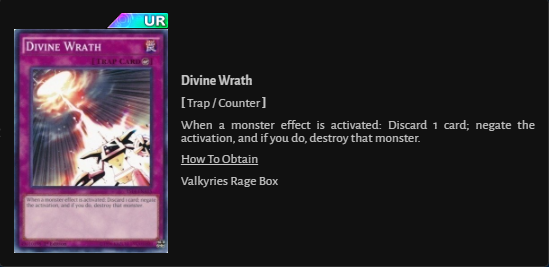 UR
DIVINE WRATH
[TRAP CARD]
When a monster effect is activated: Discard 1 card; negate
the activation, and if you do, destroy that monster.
Divine Wrath
[ Trap / Counter ]
When a monster effect is activated: Discard 1 card; negate the
activation, and if you do, destroy that monster.
How To Obtain
Valkyries Rage Box